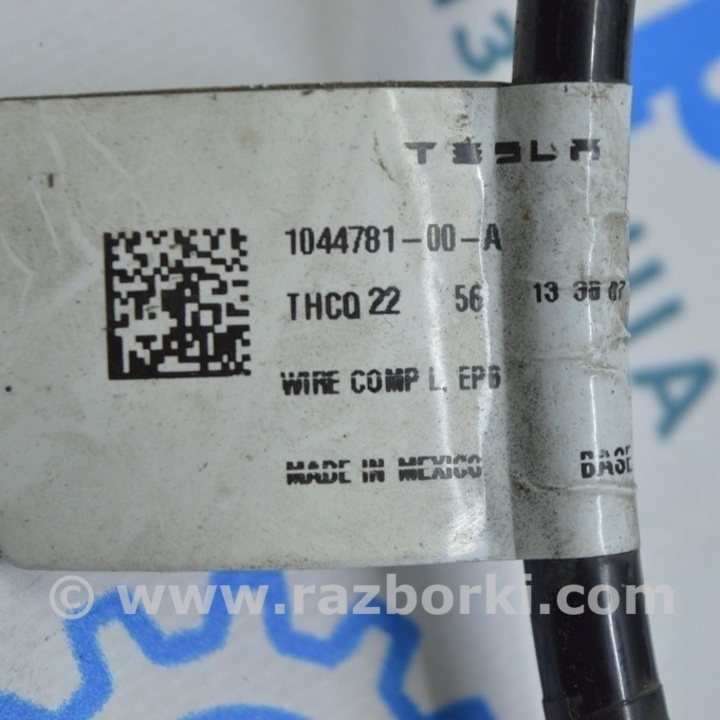 TESLA
1044781-00-A
THCQ 22 56 13 36 07
WIRE COMP L, EPB
MADE IN MEXICO BASE
© www.razborki.com